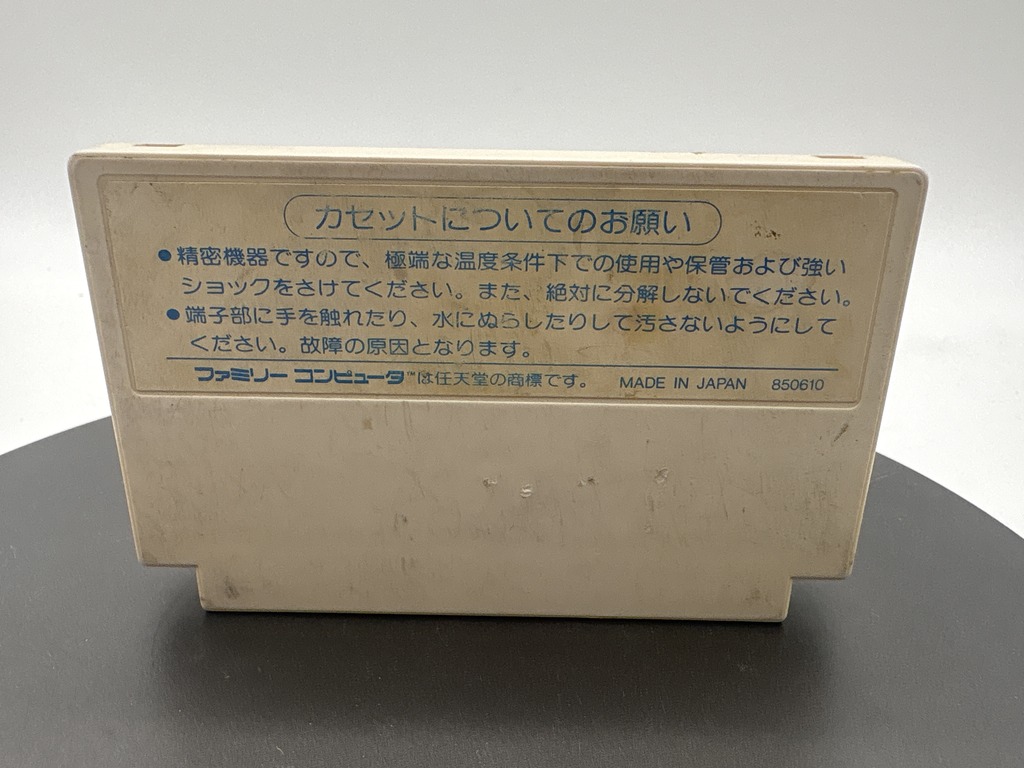 カセットについてのお願い
●精密機器ですので、極端な温度条件下での使用や保管および強い
ショックをさけてください。また、絶対に分解しないでください。
●端子部に手を触れたり、水にぬらしたりして汚さないようにして
ください。故障の原因となります。
ファミリー コンピュータ™は任天堂の商標です。 MADE IN JAPAN 850610